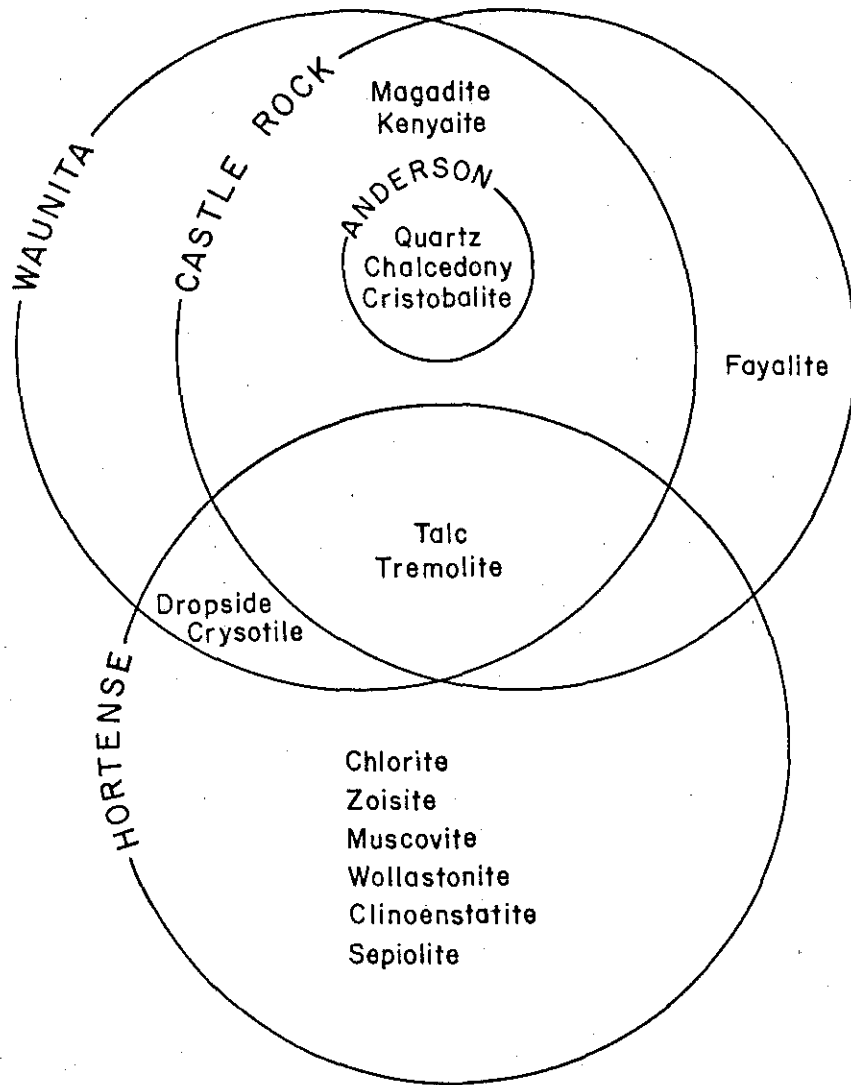 WAUNITA
CASTLE ROCK
Magadite
Kenyaite
ANDERSON
Quartz
Chalcedony
Cristobalite
Fayalite
Talc
Tremolite
Dropside
Crysotile
HORTENSE
Chlorite
Zoisite
Muscovite
Wollastonite
Clinoenstatite
Sepiolite